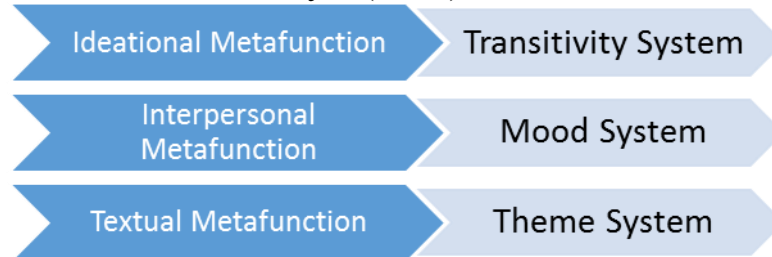 Ideational Metafunction
Transitivity System
Interpersonal
Metafunction
Mood System
Textual Metafunction
Theme System